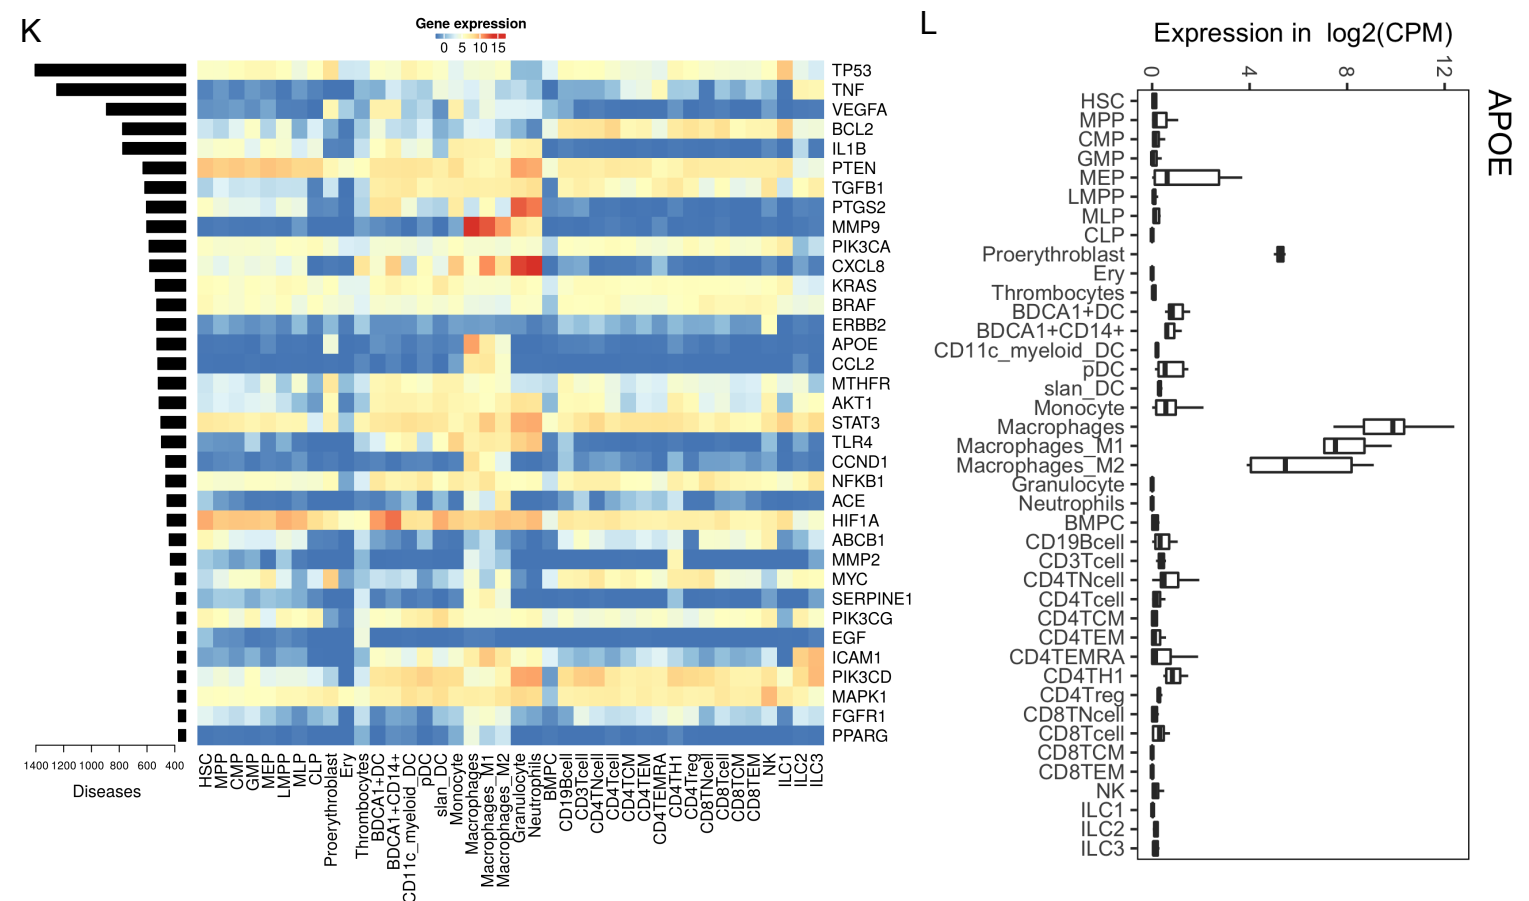 K
Gene expression
0 5 10 15
TP53
TNF
VEGFA
BCL2
IL1B
PTEN
TGFB1
PTGS2
MMP9
PIK3CA
CXCL8
KRAS
BRAF
ERBB2
APOE
CCL2
MTHFR
AKT1
STAT3
TLR4
CCND1
NFKB1
ACE
HIF1A
ABCB1
MMP2
MYC
SERPINE1
PIK3CG
EGF
ICAM1
PIK3CD
MAPK1
FGFR1
PPARG
1400 1200 1000 800 600 400
Diseases
HSC
MPP
CMP
GMP
MEP
LMPP
MLP
CLP
Proerythroblast
Ery
Thrombocytes
BDCA1+DC
BDCA1+CD14+
CD11c_myeloid_DC
pDC
slan_DC
Monocyte
Macrophages
Macrophages_M1
Macrophages_M2
Granulocyte
Neutrophils
BMPC
CD19Bcell
CD3Tcell
CD4TNcell
CD4Tcell
CD4TCM
CD4TEM
CD4TEMRA
CD4TH1
CD4Treg
CD8TNcell
CD8Tcell
CD8TCM
CD8TEM
NK
ILC1
ILC2
ILC3
L
Expression in log2(CPM)
0 4 8 12
APOE
HSC
MPP
CMP
GMP
MEP
LMPP
MLP
CLP
Proerythroblast
Ery
Thrombocytes
BDCA1+DC
BDCA1+CD14+
CD11c_myeloid_DC
pDC
slan_DC
Monocyte
Macrophages
Macrophages_M1
Macrophages_M2
Granulocyte
Neutrophils
BMPC
CD19Bcell
CD3Tcell
CD4TNcell
CD4Tcell
CD4TCM
CD4TEM
CD4TEMRA
CD4TH1
CD4Treg
CD8TNcell
CD8Tcell
CD8TCM
CD8TEM
NK
ILC1
ILC2
ILC3